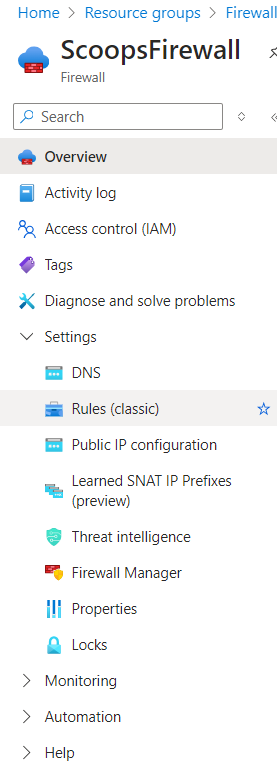 Home > Resource groups > Firewall
ScoopsFirewall
Firewall
Search
Overview
Activity log
Access control (IAM)
Tags
Diagnose and solve problems
Settings
DNS
Rules (classic)
Public IP configuration
Learned SNAT IP Prefixes
(preview)
Threat intelligence
Firewall Manager
Properties
Locks
Monitoring
Automation
Help